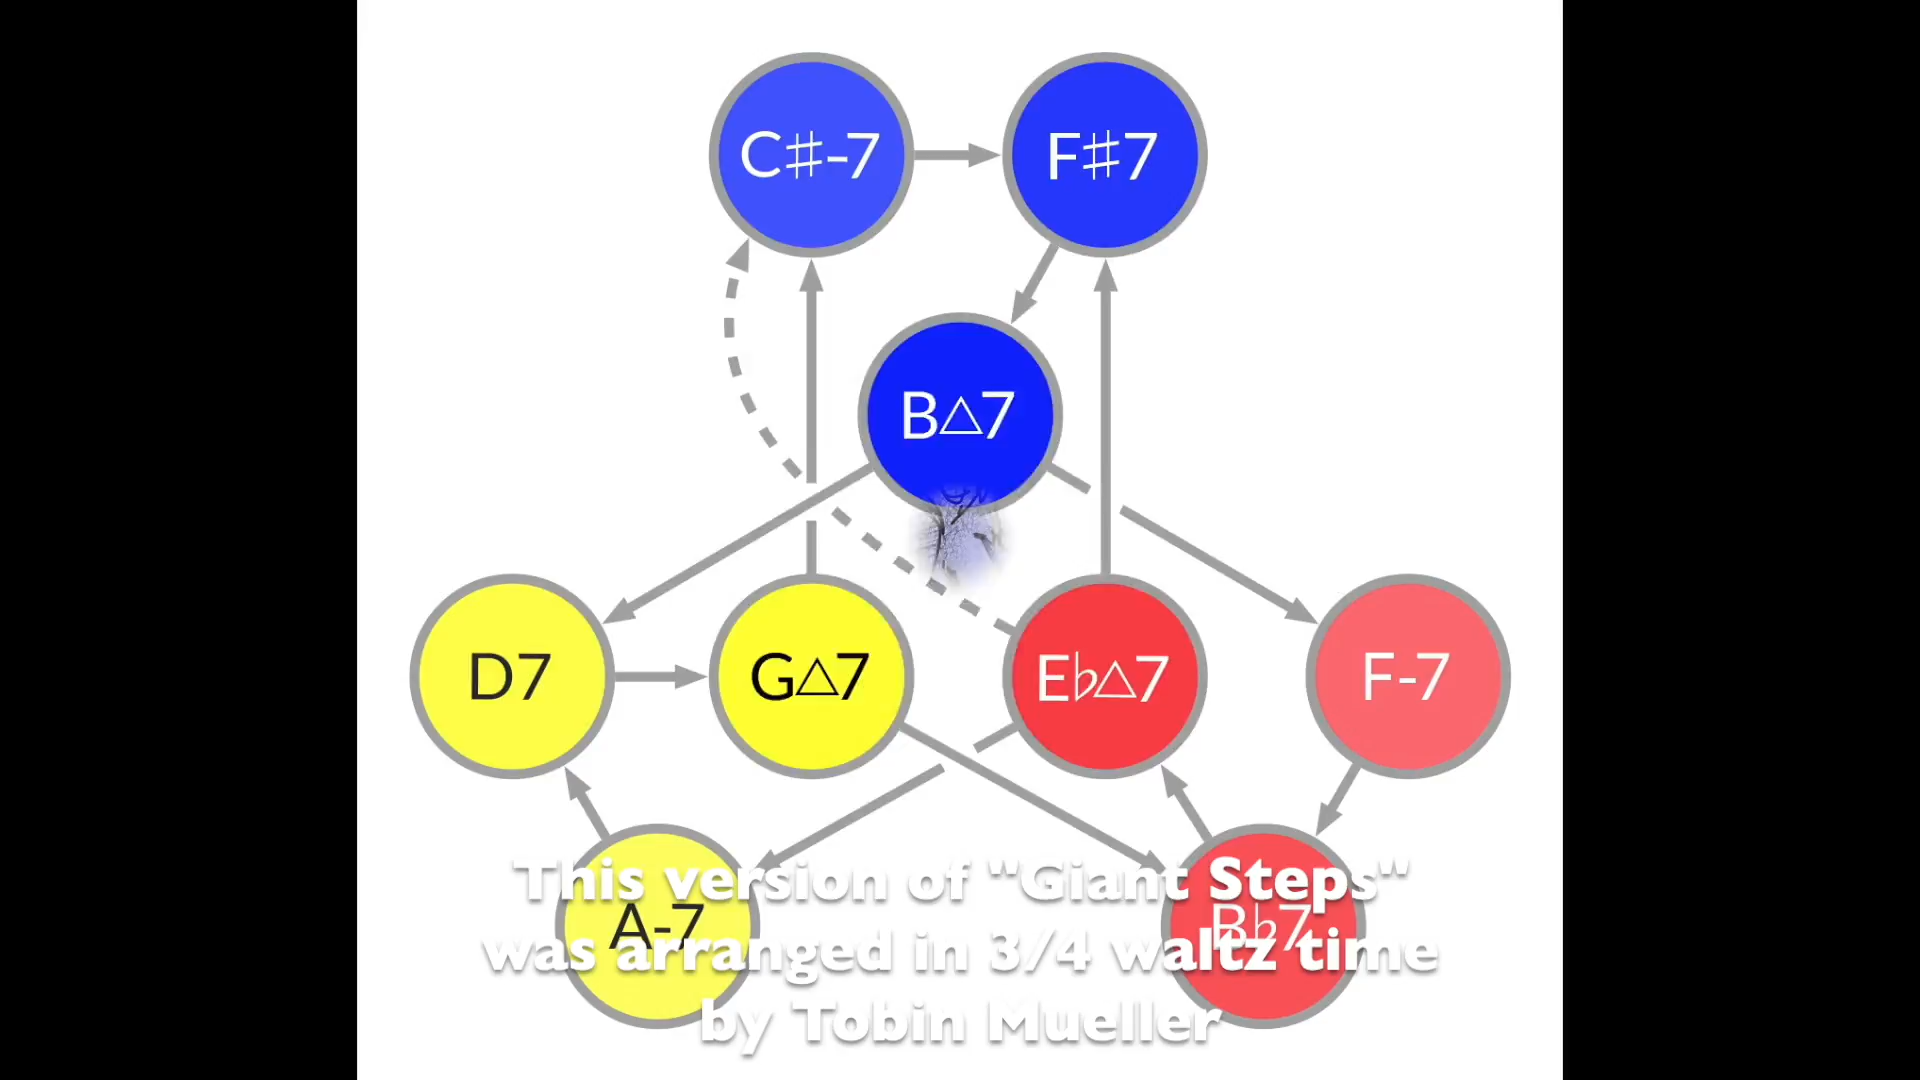 C♯-7
F♯7
B△7
D7
G△7
E♭△7
F-7
A-7
B♭7
This version of "Giant Steps"
was arranged in 3/4 waltz time
by Tobin Mueller